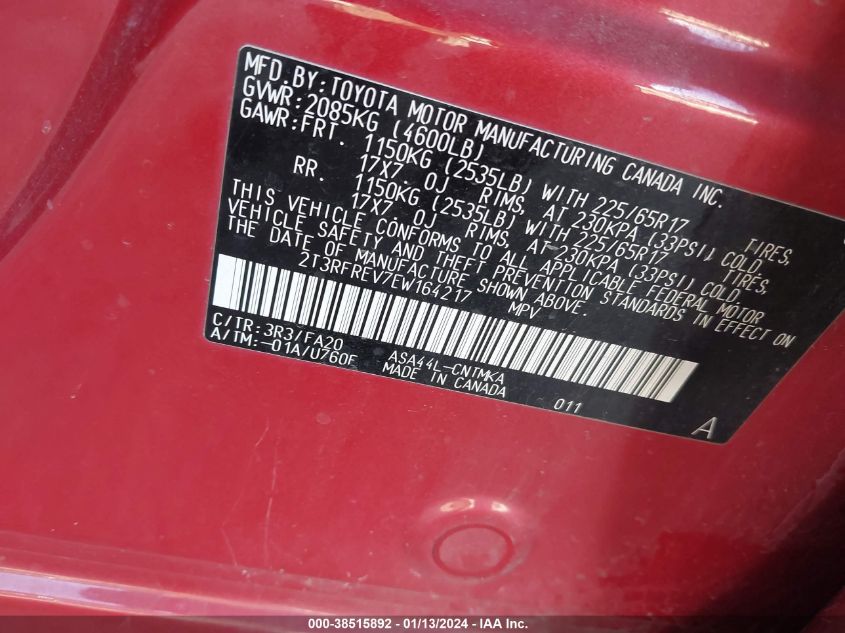 MFD.BY:TOYOTA MOTOR MANUFACTURING CANADA INC.
GVWR:2085KG (4600LB)
GAWR:FRT. 1150KG (2535LB) WITH 225/65R17 TIRES,
17X7.0J RIMS, AT 230KPA (33PSI) COLD.
RR. 1150KG (2535LB) WITH 225/65R17 TIRES,
17X7.0J RIMS, AT 230KPA (33PSI) COLD.
THIS VEHICLE CONFORMS TO ALL APPLICABLE FEDERAL MOTOR
VEHICLE SAFETY AND THEFT PREVENTION STANDARDS IN EFFECT ON
THE DATE OF MANUFACTURE SHOWN ABOVE.
2T3RFREV7EW164217 MPV
C/TR:3R3/FA20 ASA44L-CNTMKA
A/TM:-01A/U760F MADE IN CANADA 011
A
000-38515892 - 01/13/2024 - IAA Inc.